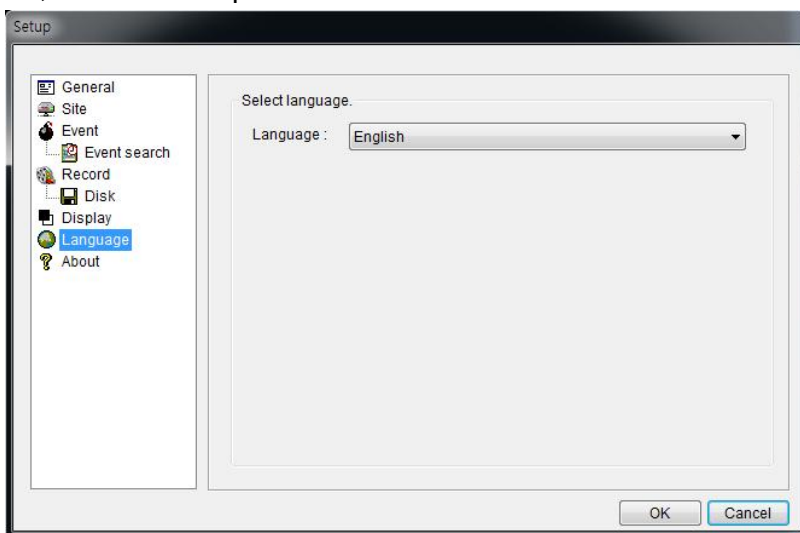 Setup
General
Site
Event
Event search
Record
Disk
Display
Language
About
Select language.
Language :
English
OK
Cancel